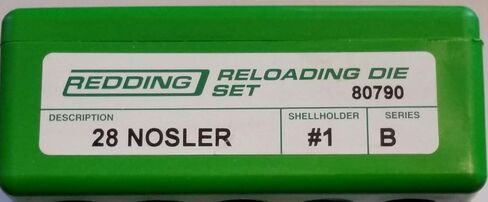 REDDING RELOADING DIE
SET 80790
DESCRIPTION SHELLHOLDER SERIES
28 NOSLER #1 B